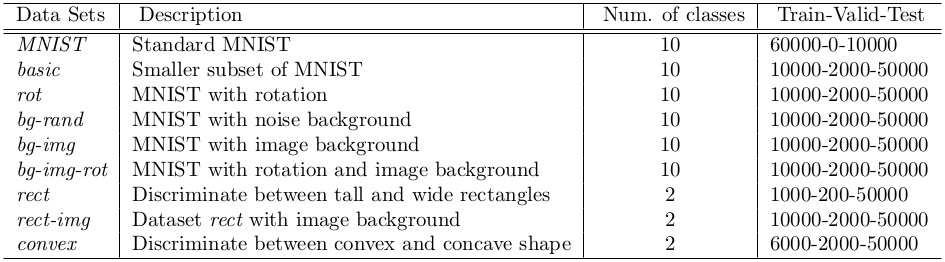 Data Sets Description Num. of classes Train-Valid-Test
MNIST Standard MNIST 10 60000-0-10000
basic Smaller subset of MNIST 10 10000-2000-50000
rot MNIST with rotation 10 10000-2000-50000
bg-rand MNIST with noise background 10 10000-2000-50000
bg-img MNIST with image background 10 10000-2000-50000
bg-img-rot MNIST with rotation and image background 10 10000-2000-50000
rect Discriminate between tall and wide rectangles 2 1000-200-50000
rect-img Dataset rect with image background 2 10000-2000-50000
convex Discriminate between convex and concave shape 2 6000-2000-50000